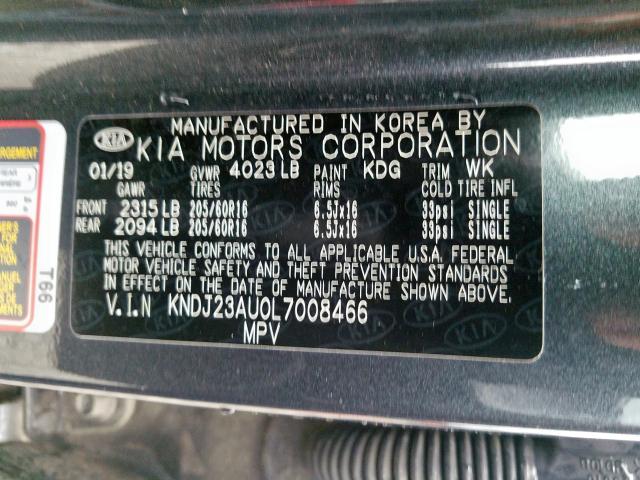 MANUFACTURED IN KOREA BY
KIA KIA MOTORS CORPORATION
01/19 GVWR 4023 LB PAINT KDG TRIM WK
GAWR TIRES RIMS COLD TIRE INFL
FRONT 2315 LB 205/60R16 6.5Jx16 33psi SINGLE
REAR 2094 LB 205/60R16 6.5Jx16 33psi SINGLE
THIS VEHICLE CONFORMS TO ALL APPLICABLE U.S.A. FEDERAL
MOTOR VEHICLE SAFETY AND THEFT PREVENTION STANDARDS
IN EFFECT ON THE DATE OF MANUFACTURE SHOWN ABOVE.
V.I.N KNDJ23AU0L7008466
MPV
T66